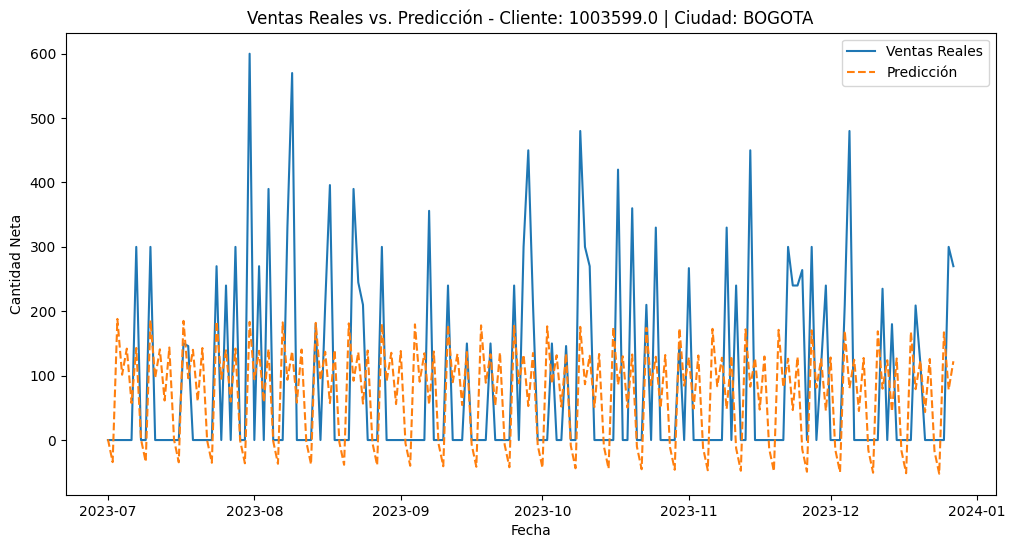 Ventas Reales vs. Predicción - Cliente: 1003599.0 | Ciudad: BOGOTA
Ventas Reales
Predicción
Cantidad Neta
600
500
400
300
200
100
0
2023-07
2023-08
2023-09
2023-10
2023-11
2023-12
2024-01
Fecha